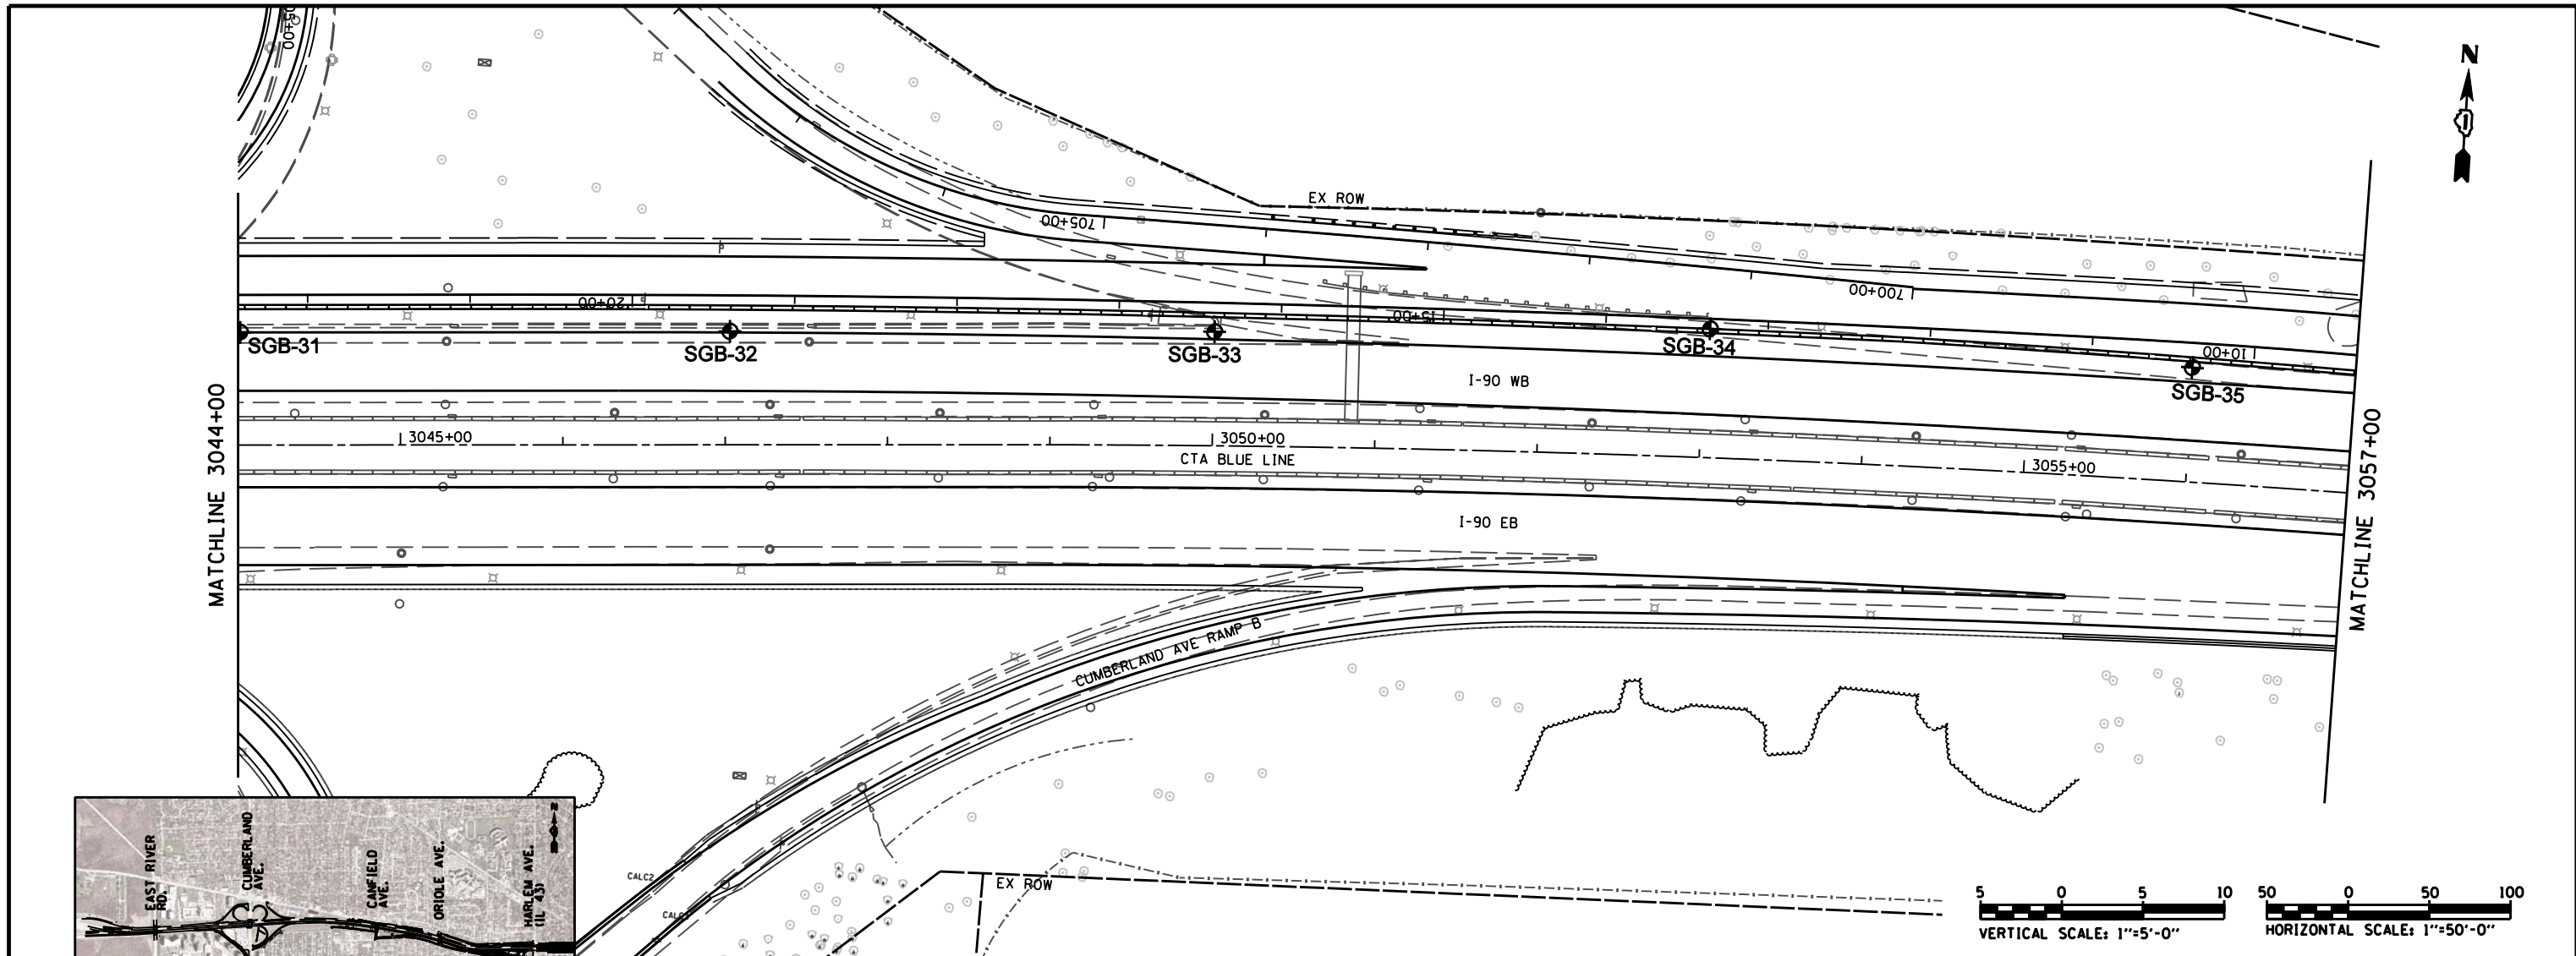 05+00
N
EX ROW
705+00
20+00
15+00
700+00
10+00
SGB-31
SGB-32
SGB-33
SGB-34
SGB-35
I-90 WB
MATCHLINE 3044+00
3045+00
3050+00
3055+00
MATCHLINE 3057+00
CTA BLUE LINE
I-90 EB
CUMBERLAND AVE RAMP B
EAST RIVER
RD.
CUMBERLAND
AVE.
CANFIELD
AVE.
ORIOLE AVE.
HARLEM AVE.
(IL 43)
CALC2
EX ROW
5 0 5 10
VERTICAL SCALE: 1"=5'-0"
50 0 50 100
HORIZONTAL SCALE: 1"=50'-0"